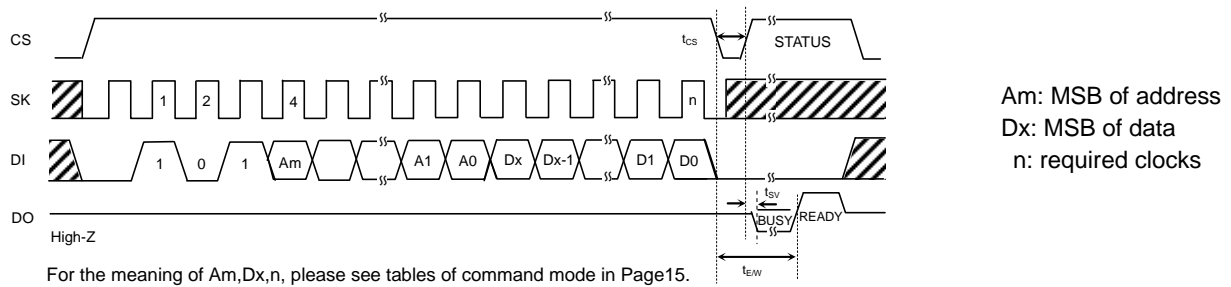 CS
tCS
STATUS
SK
1
2
4
n
DI
1
0
1
Am
A1
A0
Dx
Dx-1
D1
D0
tSV
DO
BUSY
READY
High-Z
tE/W
For the meaning of Am,Dx,n, please see tables of command mode in Page15.
Am: MSB of address
Dx: MSB of data
n: required clocks